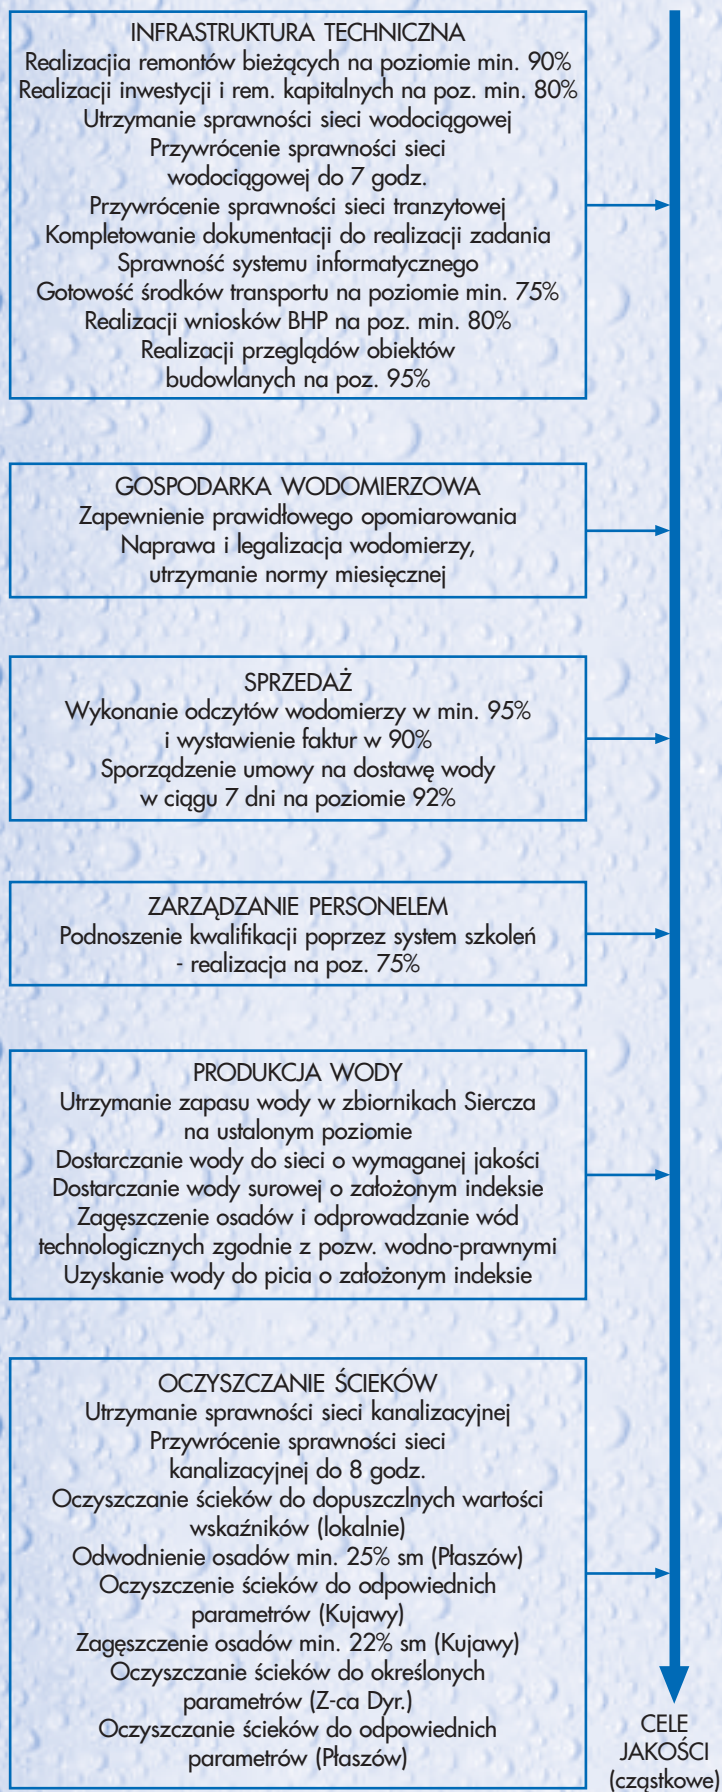 INFRASTRUKTURA TECHNICZNA
Realizacjia remontów bieżących na poziomie min. 90%
Realizacji inwestycji i rem. kapitalnych na poz. min. 80%
Utrzymanie sprawności sieci wodociągowej
Przywrócenie sprawności sieci
wodociągowej do 7 godz.
Przywrócenie sprawności sieci tranzytowej
Kompletowanie dokumentacji do realizacji zadania
Sprawność systemu informatycznego
Gotowość środków transportu na poziomie min. 75%
Realizacji wniosków BHP na poz. min. 80%
Realizacji przeglądów obiektów
budowlanych na poz. 95%
GOSPODARKA WODOMIERZOWA
Zapewnienie prawidłowego opomiarowania
Naprawa i legalizacja wodomierzy,
utrzymanie normy miesięcznej
SPRZEDAŻ
Wykonanie odczytów wodomierzy w min. 95%
i wystawienie faktur w 90%
Sporządzenie umowy na dostawę wody
w ciągu 7 dni na poziomie 92%
ZARZĄDZANIE PERSONELEM
Podnoszenie kwalifikacji poprzez system szkoleń
- realizacja na poz. 75%
PRODUKCJA WODY
Utrzymanie zapasu wody w zbiornikach Siercza
na ustalonym poziomie
Dostarczanie wody do sieci o wymaganej jakości
Dostarczanie wody surowej o założonym indeksie
Zagęszczenie osadów i odprowadzanie wód
technologicznych zgodnie z pozw. wodno-prawnymi
Uzyskanie wody do picia o założonym indeksie
OCZYSZCZANIE ŚCIEKÓW
Utrzymanie sprawności sieci kanalizacyjnej
Przywrócenie sprawności sieci
kanalizacyjnej do 8 godz.
Oczyszczanie ścieków do dopuszczlnych wartości
wskaźników (lokalnie)
Odwodnienie osadów min. 25% sm (Płaszów)
Oczyszczenie ścieków do odpowiednich
parametrów (Kujawy)
Zagęszczenie osadów min. 22% sm (Kujawy)
Oczyszczanie ścieków do określonych
parametrów (Z-ca Dyr.)
Oczyszczanie ścieków do odpowiednich
parametrów (Płaszów)
CELE
JAKOŚCI
(cząstkowe)